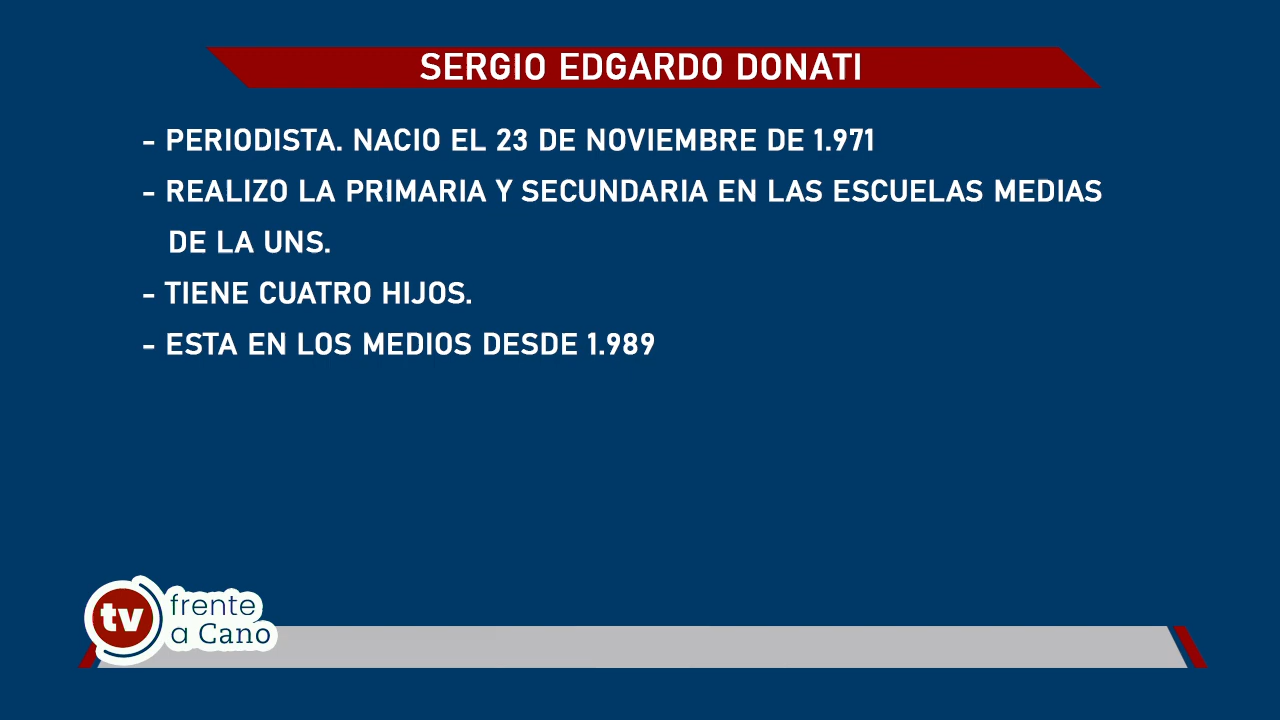 SERGIO EDGARDO DONATI
- PERIODISTA. NACIO EL 23 DE NOVIEMBRE DE 1.971
- REALIZO LA PRIMARIA Y SECUNDARIA EN LAS ESCUELAS MEDIAS
DE LA UNS.
- TIENE CUATRO HIJOS.
- ESTA EN LOS MEDIOS DESDE 1.989
tv
frente
a Cano